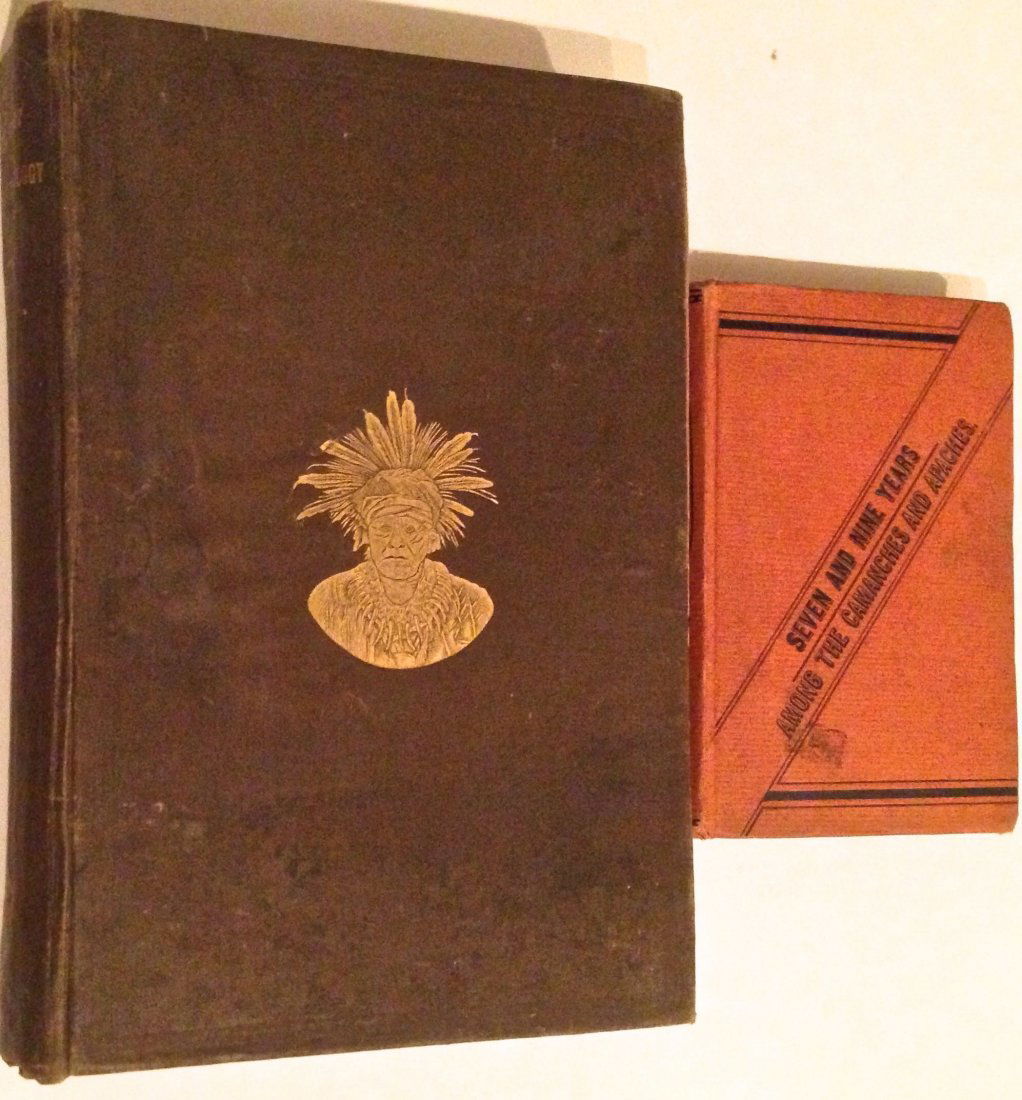 SEVEN AND NINE YEARS
AMONG THE CAMANCHES AND APACHES.